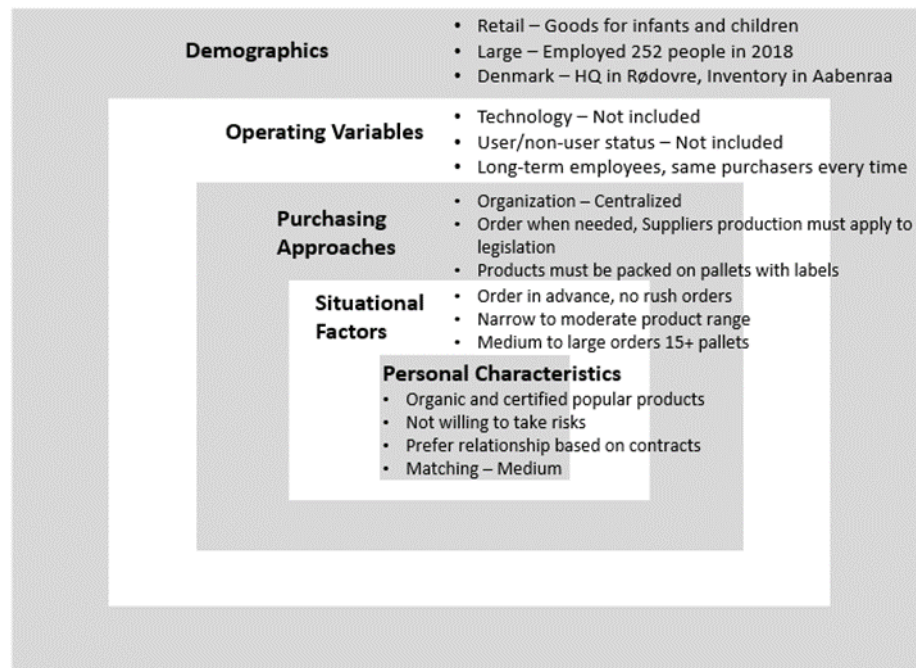 Demographics
• Retail – Goods for infants and children
• Large – Employed 252 people in 2018
• Denmark – HQ in Rødovre, Inventory in Aabenraa
Operating Variables
• Technology – Not included
• User/non-user status – Not included
• Long-term employees, same purchasers every time
Purchasing
Approaches
• Organization – Centralized
• Order when needed, Suppliers production must apply to
legislation
• Products must be packed on pallets with labels
Situational
Factors
• Order in advance, no rush orders
• Narrow to moderate product range
• Medium to large orders 15+ pallets
Personal Characteristics
• Organic and certified popular products
• Not willing to take risks
• Prefer relationship based on contracts
• Matching – Medium